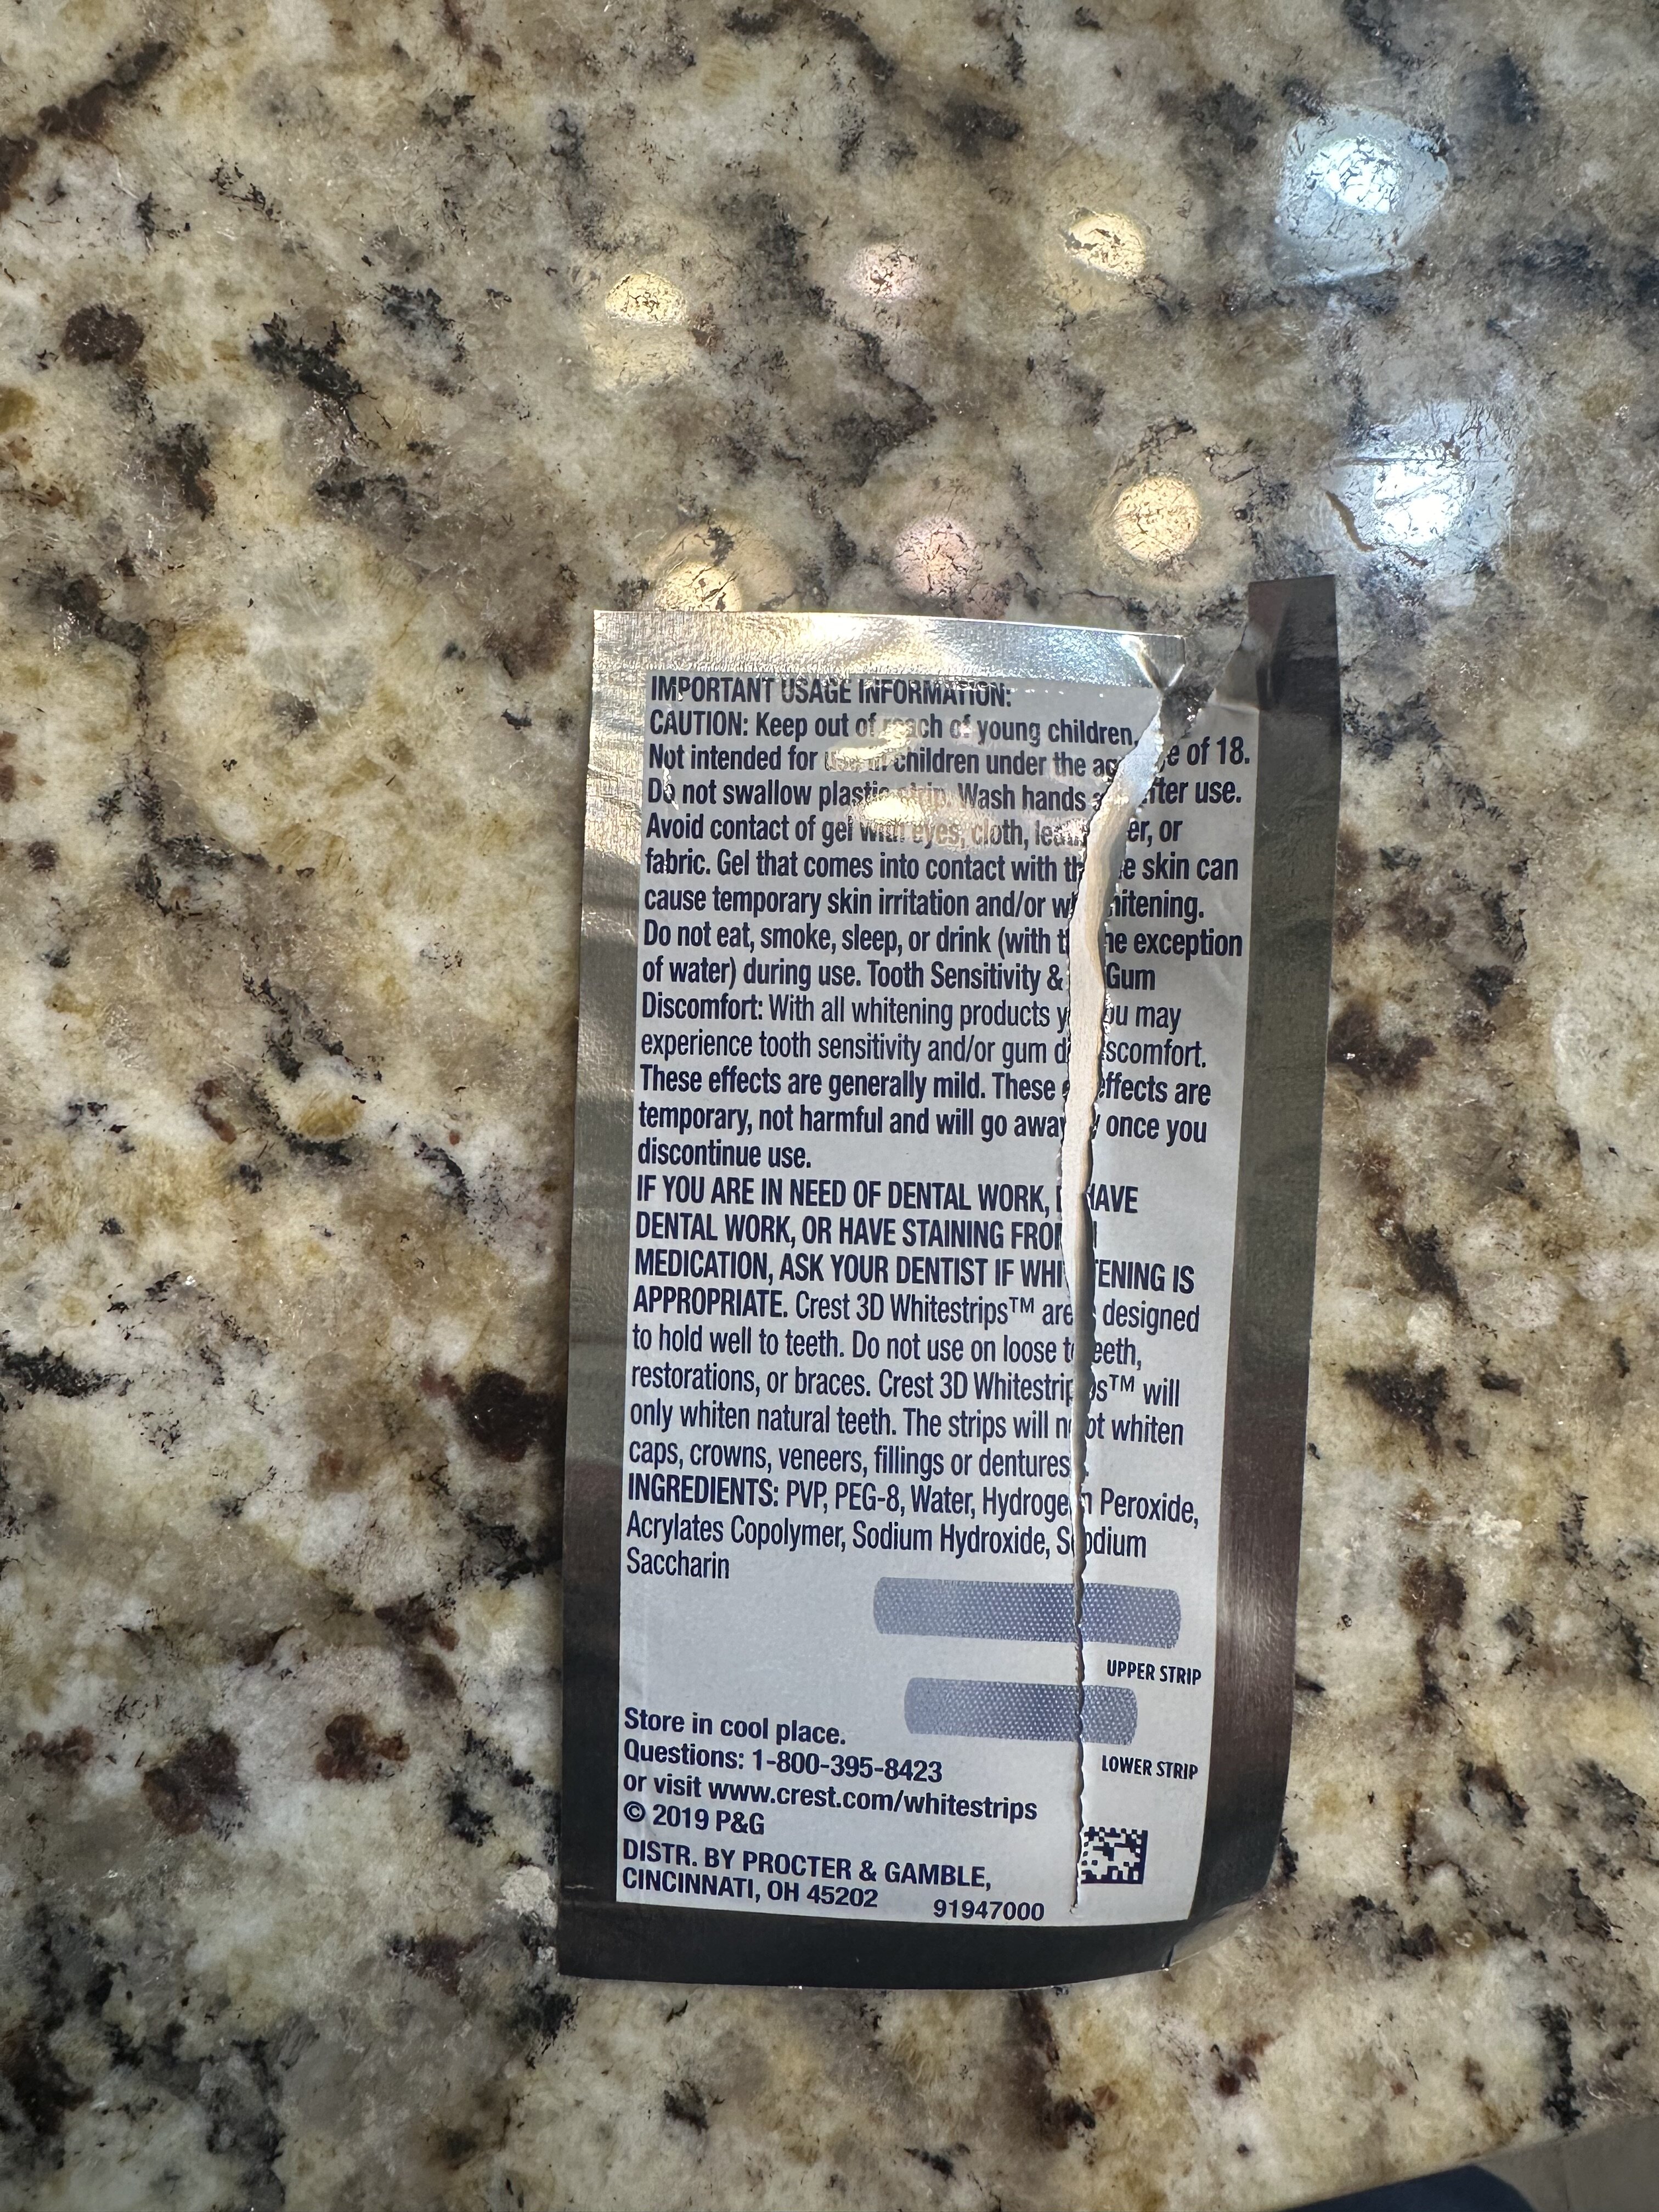 IMPORTANT USAGE INFORMATION:
CAUTION: Keep out of reach of young children.
Not intended for use in children under the age of 18.
Do not swallow plastic strip. Wash hands after use.
Avoid contact of gel with eyes, cloth, leather, or
fabric. Gel that comes into contact with the skin can
cause temporary skin irritation and/or whitening.
Do not eat, smoke, sleep, or drink (with the exception
of water) during use. Tooth Sensitivity & Gum
Discomfort: With all whitening products you may
experience tooth sensitivity and/or gum discomfort.
These effects are generally mild. These effects are
temporary, not harmful and will go away once you
discontinue use.
IF YOU ARE IN NEED OF DENTAL WORK, HAVE
DENTAL WORK, OR HAVE STAINING FROM
MEDICATION, ASK YOUR DENTIST IF WHITENING IS
APPROPRIATE. Crest 3D Whitestrips™ are designed
to hold well to teeth. Do not use on loose teeth,
restorations, or braces. Crest 3D Whitestrips™ will
only whiten natural teeth. The strips will not whiten
caps, crowns, veneers, fillings or dentures.
INGREDIENTS: PVP, PEG-8, Water, Hydrogen Peroxide,
Acrylates Copolymer, Sodium Hydroxide, Sodium
Saccharin
UPPER STRIP
LOWER STRIP
Store in cool place.
Questions: 1-800-395-8423
or visit www.crest.com/whitestrips
© 2019 P&G
DISTR. BY PROCTER & GAMBLE,
CINCINNATI, OH 45202 91947000